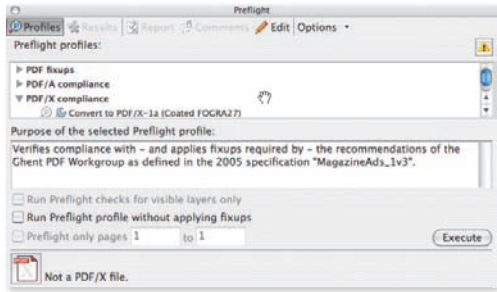 Preflight
Profiles Results Report Comments Edit Options
Preflight profiles:
PDF fixups
PDF/A compliance
PDF/X compliance
Convert to PDF/X-1a (Coated FOGRA27)
Purpose of the selected Preflight profile:
Verifies compliance with – and applies fixups required by – the recommendations of the
Ghent PDF Workgroup as defined in the 2005 specification "MagazineAds_1v3".
Run Preflight checks for visible layers only
Run Preflight profile without applying fixups
Preflight only pages 1 to 1
Execute
Not a PDF/X file.